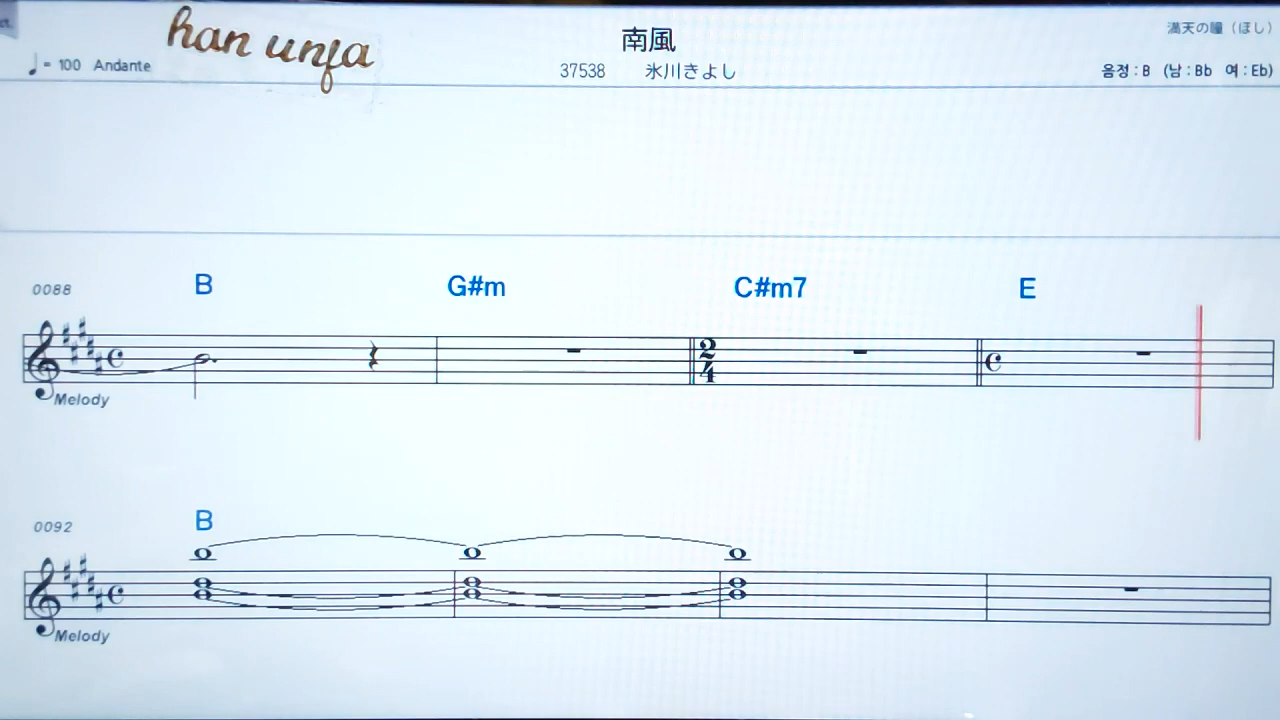 han unfa
南風
満天の瞳（ほし）
♩= 100 Andante
37538 氷川きよし
음정 : B (남 : Bb 여 : Eb)
B G#m C#m7 E
0088
2
4
Melody
B
0092
Melody